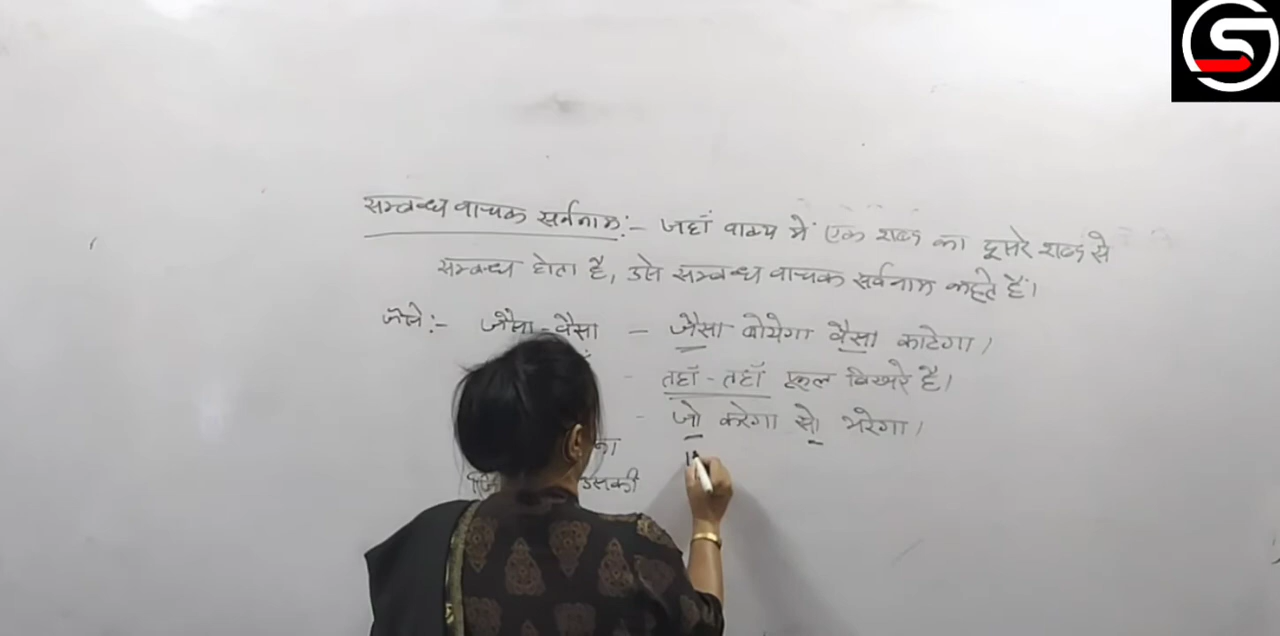 सम्बन्ध वाचक सर्वनाम:- जहाँ वाक्य में एक शब्द का दूसरे शब्द से
सम्बन्ध होता है, उसे सम्बन्ध वाचक सर्वनाम कहते हैं।
जैसे:- जैसा-वैसा - जैसा बोयेगा वैसा काटेगा।
- तहाँ-तहाँ फूल बिखरे है।
- जो करेगा सो भरेगा।
उसकी